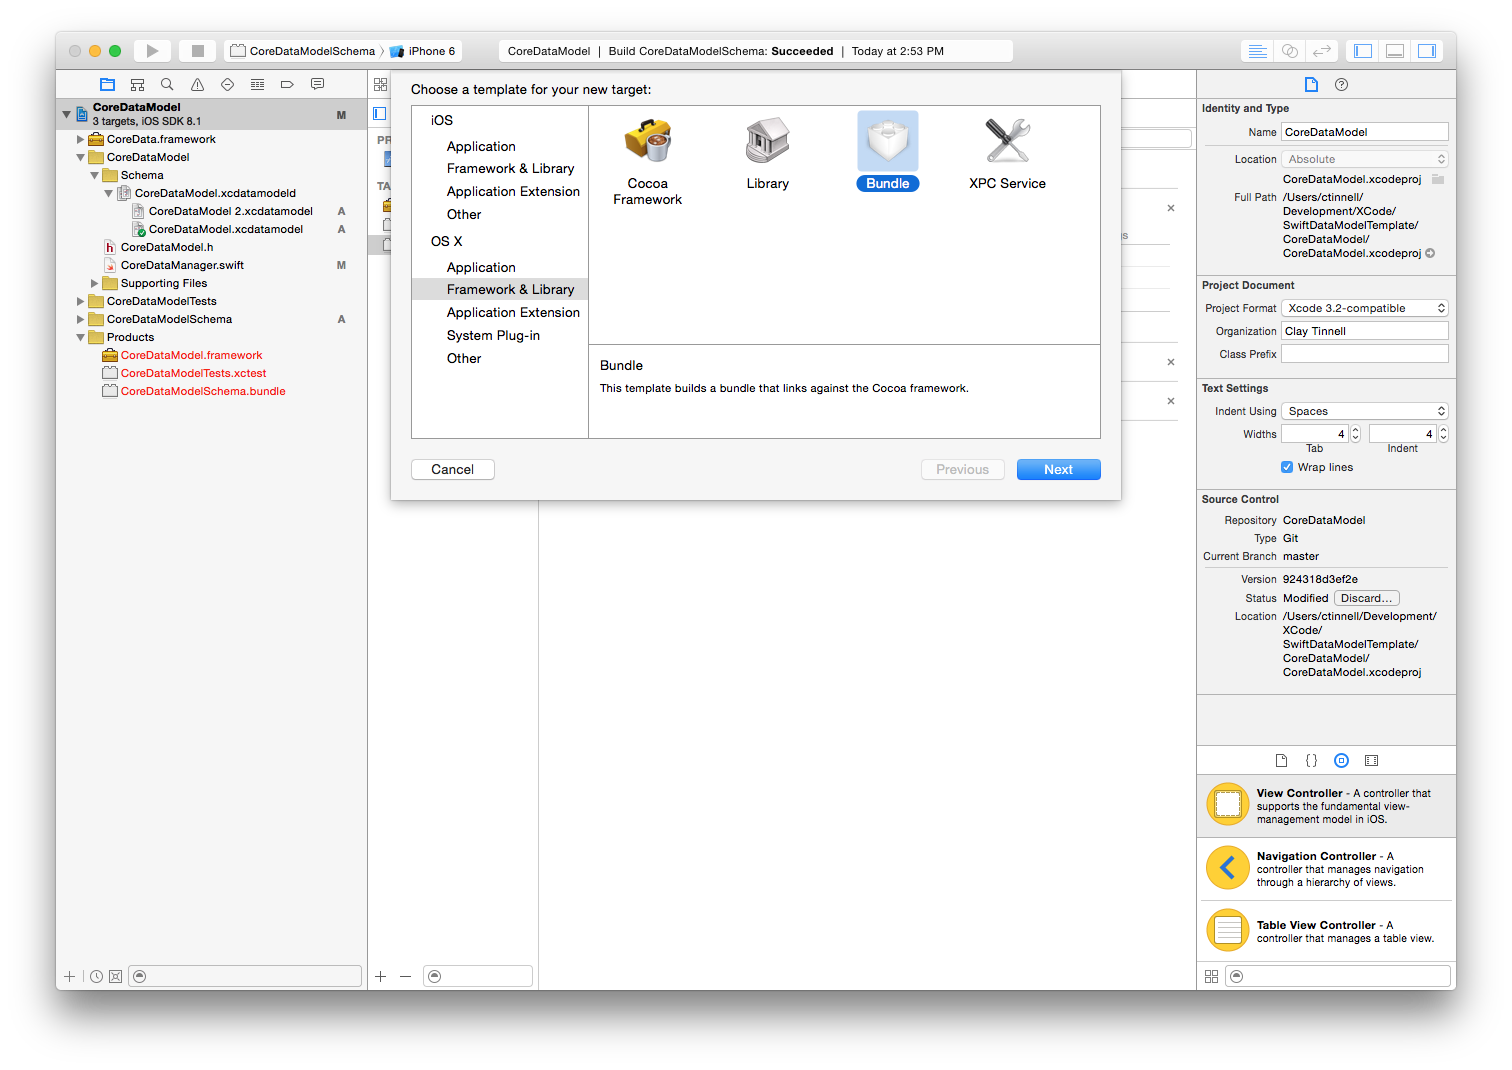 CoreDataModelSchema
iPhone 6
CoreDataModel | Build CoreDataModelSchema: Succeeded | Today at 2:53 PM
CoreDataModel
3 targets, iOS SDK 8.1
M
CoreData.framework
CoreDataModel
Schema
CoreDataModel.xcdatamodeld
CoreDataModel 2.xcdatamodel
A
CoreDataModel.xcdatamodel
A
CoreDataModel.h
CoreDataManager.swift
M
Supporting Files
CoreDataModelTests
CoreDataModelSchema
A
Products
CoreDataModel.framework
CoreDataModelTests.xctest
CoreDataModelSchema.bundle
PR
TA
Choose a template for your new target:
iOS
Application
Framework & Library
Application Extension
Other
OS X
Application
Framework & Library
Application Extension
System Plug-in
Other
Cocoa
Framework
Library
Bundle
XPC Service
Bundle
This template builds a bundle that links against the Cocoa framework.
Cancel
Previous
Next
Identity and Type
Name CoreDataModel
Location Absolute
CoreDataModel.xcodeproj
Full Path /Users/ctinnell/
Development/XCode/
SwiftDataModelTemplate/
CoreDataModel/
CoreDataModel.xcodeproj
Project Document
Project Format Xcode 3.2-compatible
Organization Clay Tinnell
Class Prefix
Text Settings
Indent Using Spaces
Widths 4 4
Tab Indent
Wrap lines
Source Control
Repository CoreDataModel
Type Git
Current Branch master
Version 924318d3ef2e
Status Modified Discard...
Location /Users/ctinnell/Development/
XCode/
SwiftDataModelTemplate/
CoreDataModel/
CoreDataModel.xcodeproj
View Controller - A controller that
supports the fundamental view-
management model in iOS.
Navigation Controller - A
controller that manages navigation
through a hierarchy of views.
Table View Controller - A
controller that manages a table view.